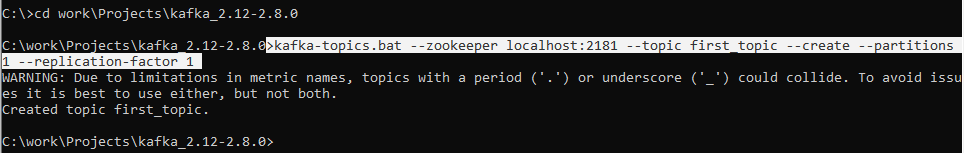 C:\>cd work\Projects\kafka_2.12-2.8.0
C:\work\Projects\kafka_2.12-2.8.0>kafka-topics.bat --zookeeper localhost:2181 --topic first_topic --create --partitions
1 --replication-factor 1
WARNING: Due to limitations in metric names, topics with a period ('.') or underscore ('_') could collide. To avoid issu
es it is best to use either, but not both.
Created topic first_topic.
C:\work\Projects\kafka_2.12-2.8.0>